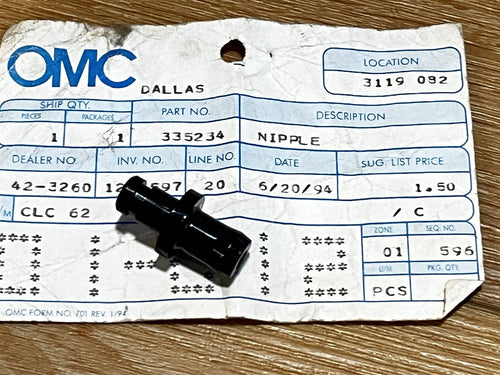 OMC
DALLAS
LOCATION
3119 092
SHIP QTY.
PIECES PACKAGES PART NO. DESCRIPTION
1 1 335234 NIPPLE
DEALER NO. INV. NO. LINE NO. DATE SUG. LIST PRICE
42-3260 597 20 6/20/94 1.50
M CLC 62 / C
ZONE SEQ. NO.
01 596
U/M PKG. QTY.
PCS
OMC FORM NO. 701 REV. 1/94